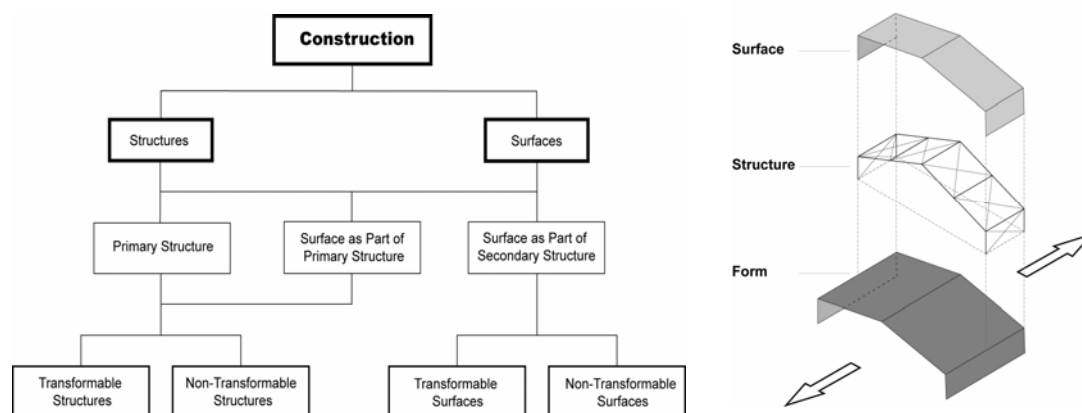 Construction
Structures
Surfaces
Primary Structure
Surface as Part of
Primary Structure
Surface as Part of
Secondary Structure
Transformable
Structures
Non-Transformable
Structures
Transformable
Surfaces
Non-Transformable
Surfaces
Surface
Structure
Form